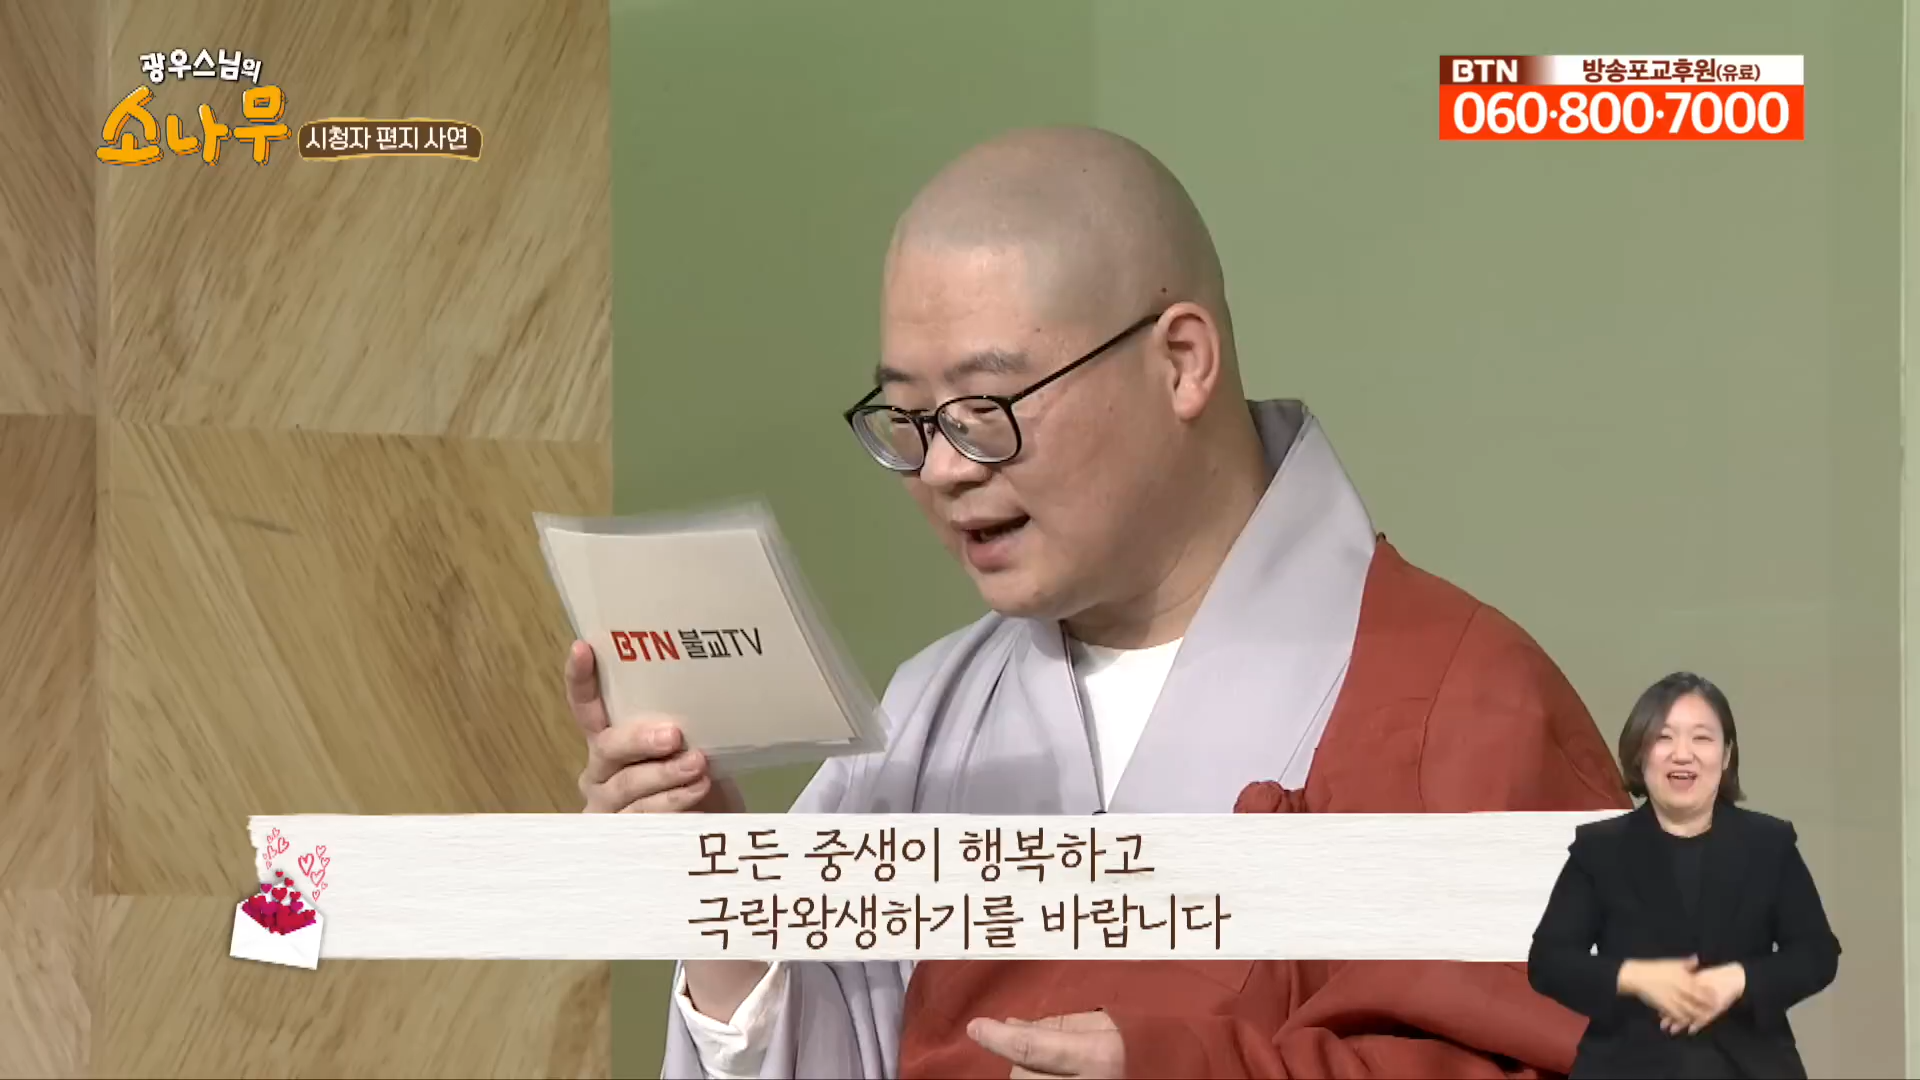 광우스님의
소나무
시청자 편지 사연
BTN 방송포교후원(유료)
060·800·7000
BTN 불교TV
모든 중생이 행복하고
극락왕생하기를 바랍니다